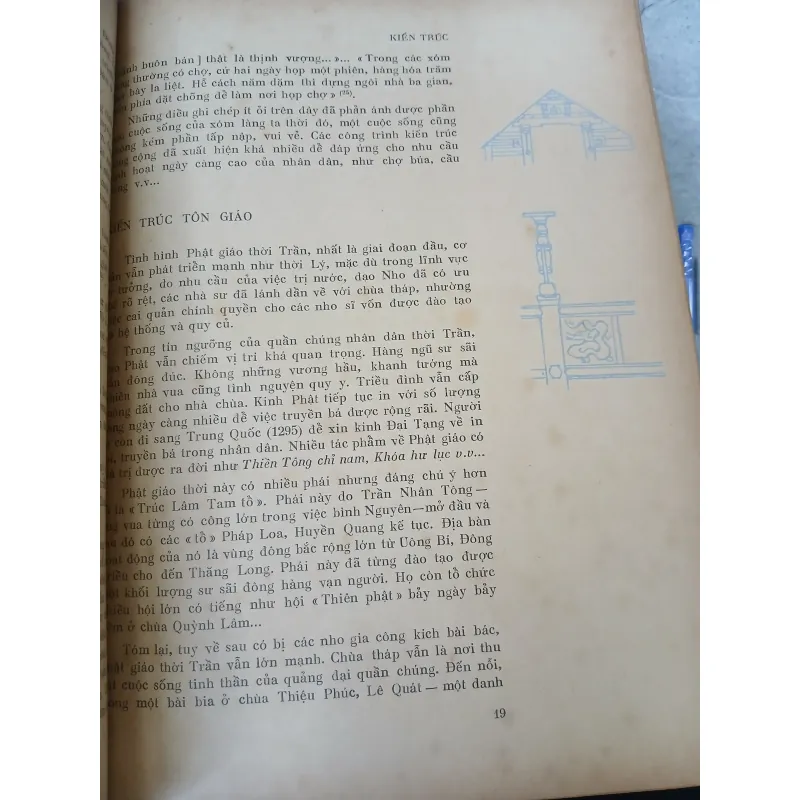 KIẾN TRÚC
buôn bán] thật là thịnh vượng...»... «Trong các xóm
thường có chợ, cứ hai ngày họp một phiên, hàng hóa trăm
bày la liệt. Hễ cách năm dặm thì dựng ngôi nhà ba gian,
phía đặt chõng để làm nơi họp chợ» (25).
Những điều ghi chép ít ỏi trên đây đã phản ánh được phần
cuộc sống của xóm làng ta thời đó, một cuộc sống cũng
kém phần tấp nập, vui vẻ. Các công trình kiến trúc
cộng đã xuất hiện khá nhiều để đáp ứng cho nhu cầu
hoạt ngày càng cao của nhân dân, như chợ búa, cầu
v.v...
KIẾN TRÚC TÔN GIÁO
Tình hình Phật giáo thời Trần, nhất là giai đoạn đầu, cơ
vẫn phát triển mạnh như thời Lý, mặc dù trong lĩnh vực
tưởng, do nhu cầu của việc trị nước, đạo Nho đã có ưu
rõ rệt, các nhà sư đã lánh dần về với chùa tháp, nhường
cai quản chính quyền cho các nho sĩ vốn được đào tạo
hệ thống và quy củ.
Trong tín ngưỡng của quần chúng nhân dân thời Trần,
Phật vẫn chiếm vị trí khá quan trọng. Hàng ngũ sư sãi
đông đúc. Không những vương hầu, khanh tướng mà
nhà vua cũng tình nguyện quy y. Triều đình vẫn cấp
đất cho nhà chùa. Kinh Phật tiếp tục in với số lượng
ngày càng nhiều để việc truyền bá được rộng rãi. Người
còn đi sang Trung Quốc (1295) để xin kinh Đại Tạng về in
truyền bá trong nhân dân. Nhiều tác phẩm về Phật giáo có
trị được ra đời như Thiền Tông chỉ nam, Khóa hư lục v.v...
Phật giáo thời này có nhiều phái nhưng đáng chú ý hơn
là «Trúc Lâm Tam tổ». Phái này do Trần Nhân Tông—
vua từng có công lớn trong việc bình Nguyên—mở đầu và
đó có các «tổ» Pháp Loa, Huyền Quang kế tục. Địa bàn
động của nó là vùng đông bắc rộng lớn từ Uông Bí, Đông
cho đến Thăng Long. Phái này đã từng đào tạo được
khối lượng sư sãi đông hàng vạn người. Họ còn tổ chức
hội lớn có tiếng như hội «Thiên phật» bảy ngày bảy
ở chùa Quỳnh Lâm...
Tóm lại, tuy về sau có bị các nho gia công kích bài bác,
giáo thời Trần vẫn lớn mạnh. Chùa tháp vẫn là nơi thu
cuộc sống tinh thần của quảng đại quần chúng. Đến nỗi,
một bài bia ở chùa Thiệu Phúc, Lê Quát — một danh
19